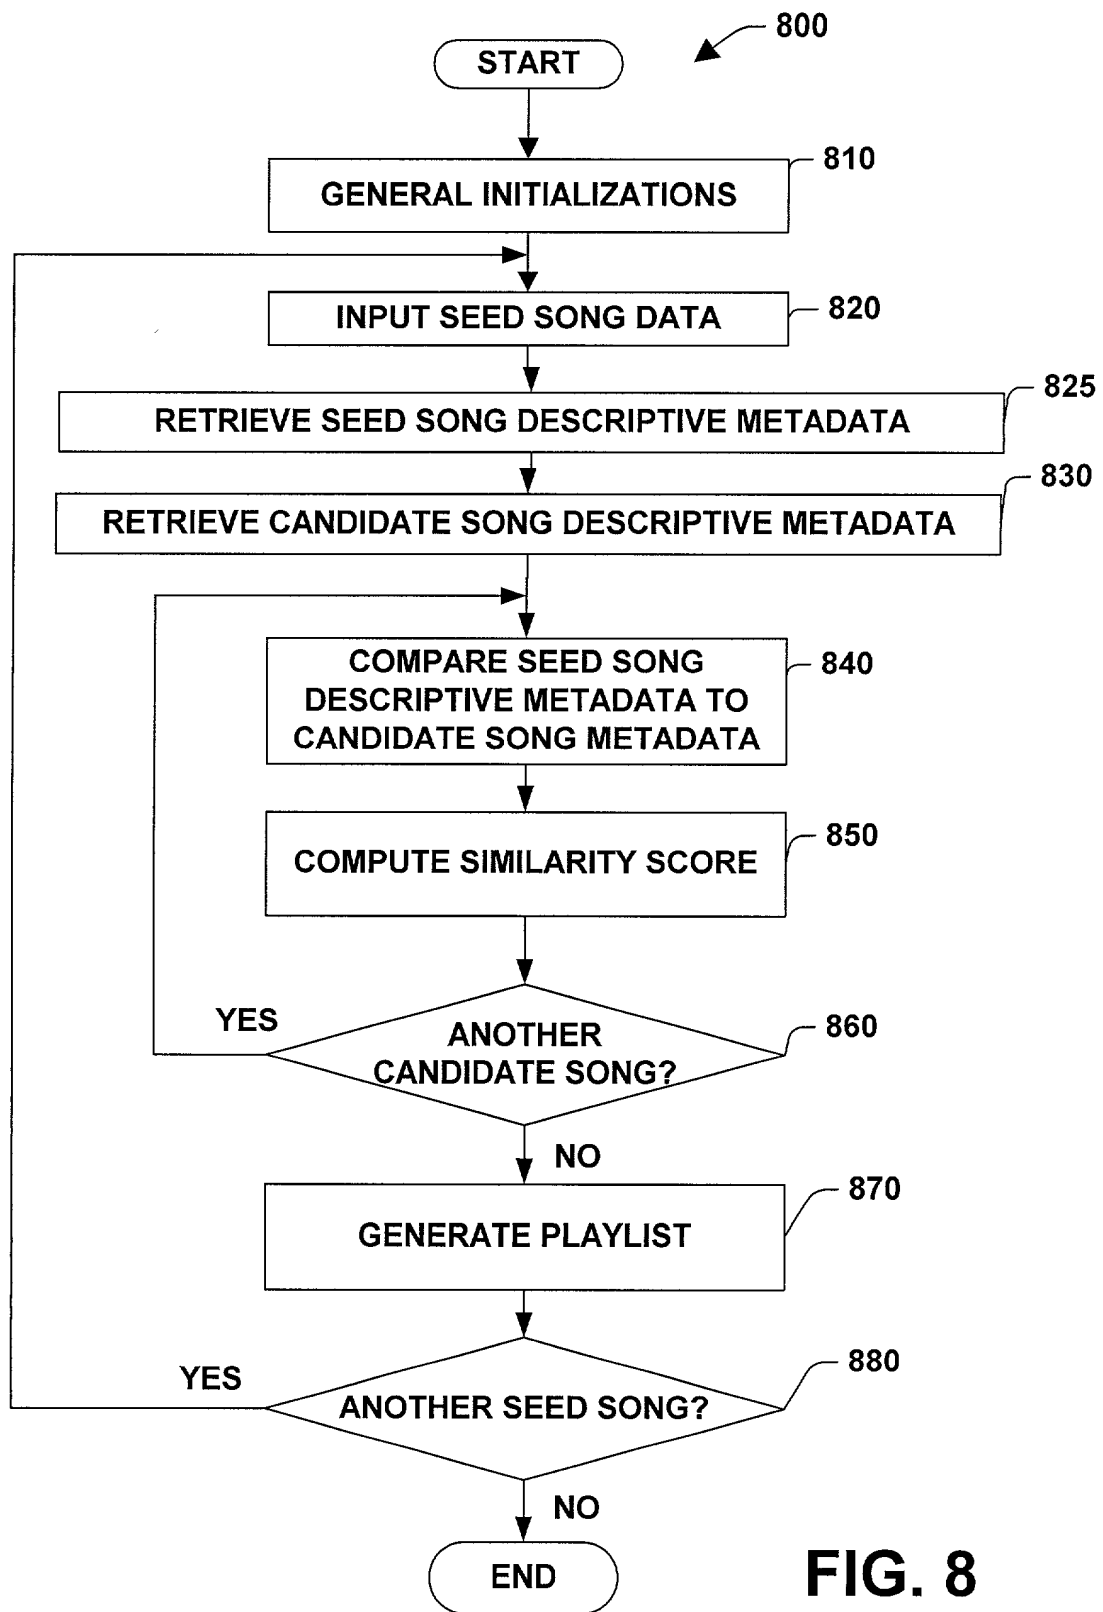 800
START
810
GENERAL INITIALIZATIONS
820
INPUT SEED SONG DATA
825
RETRIEVE SEED SONG DESCRIPTIVE METADATA
830
RETRIEVE CANDIDATE SONG DESCRIPTIVE METADATA
840
COMPARE SEED SONG
DESCRIPTIVE METADATA TO
CANDIDATE SONG METADATA
850
COMPUTE SIMILARITY SCORE
YES
860
ANOTHER
CANDIDATE SONG?
NO
870
GENERATE PLAYLIST
YES
880
ANOTHER SEED SONG?
NO
END
FIG. 8